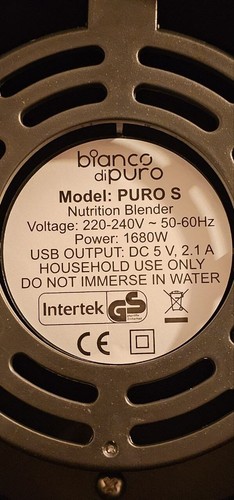 bianco
di puro
Model: PURO S
Nutrition Blender
Voltage: 220-240V ~ 50-60Hz
Power: 1680W
USB OUTPUT: DC 5 V, 2.1 A
HOUSEHOLD USE ONLY
DO NOT IMMERSE IN WATER
Intertek GS
CE